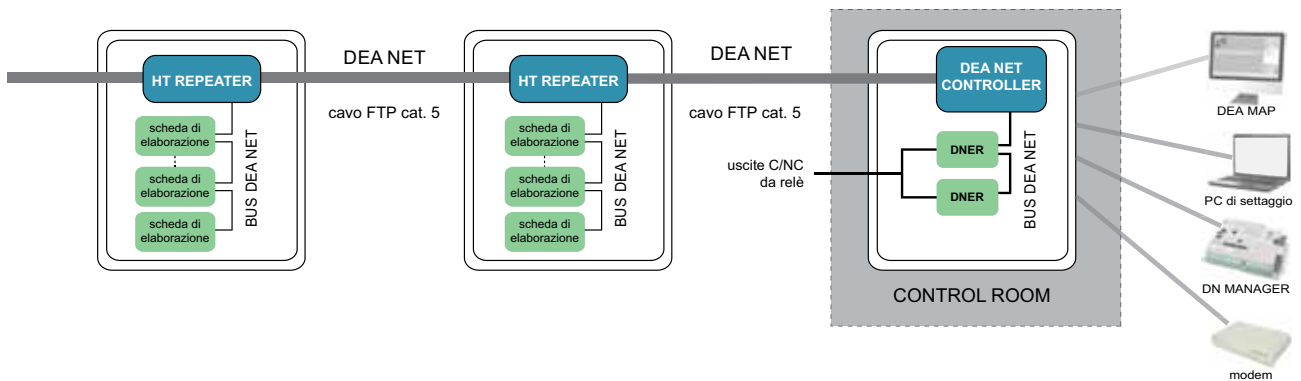 HT REPEATER
scheda di
elaborazione
scheda di
elaborazione
scheda di
elaborazione
BUS DEA NET
DEA NET
cavo FTP cat. 5
HT REPEATER
scheda di
elaborazione
scheda di
elaborazione
scheda di
elaborazione
BUS DEA NET
DEA NET
cavo FTP cat. 5
uscite C/NC
da relè
DEA NET
CONTROLLER
DNER
DNER
BUS DEA NET
CONTROL ROOM
DEA MAP
PC di settaggio
DN MANAGER
modem